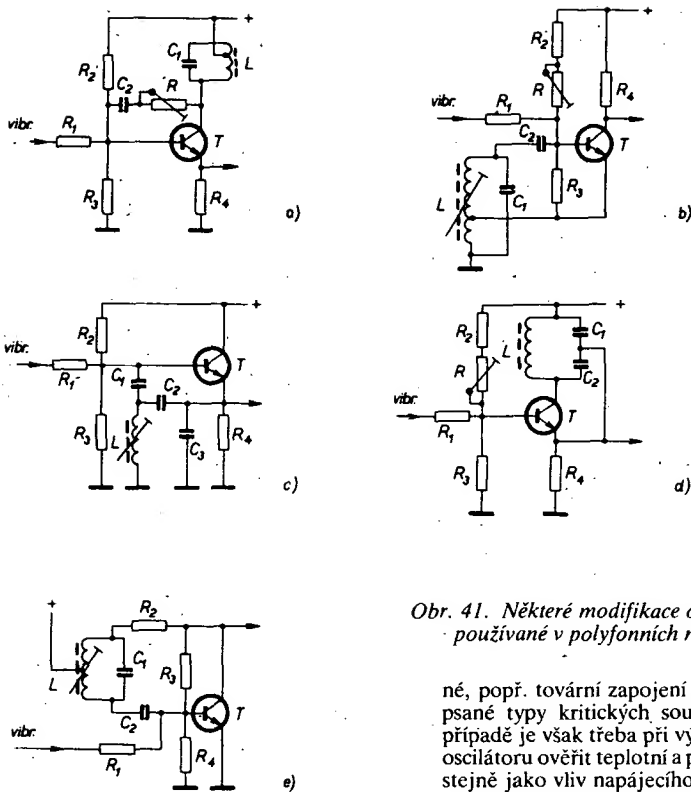 +
C₁
L
R₂
C₂
R
vibr.
R₁
T
R₃
R₄
a)
+
R₂
R
R₄
R₁
vibr.
C₂
T
L
C₁
R₃
b)
+
R₂
vibr.
R₁
C₁
C₂
T
R₃
L
C₃
R₄
c)
+
R₂
L
C₁
R
C₂
vibr.
R₁
T
R₃
R₄
d)
+
R₂
C₁
R₃
L
C₂
T
vibr.
R₁
R₄
e)
Obr. 41. Některé modifikace
používané v polyfonních
né, popř. tovární zapojení
psané typy kritických
případě je však třeba při
oscilátoru ověřit teplotní a
stejně jako vliv napájecího